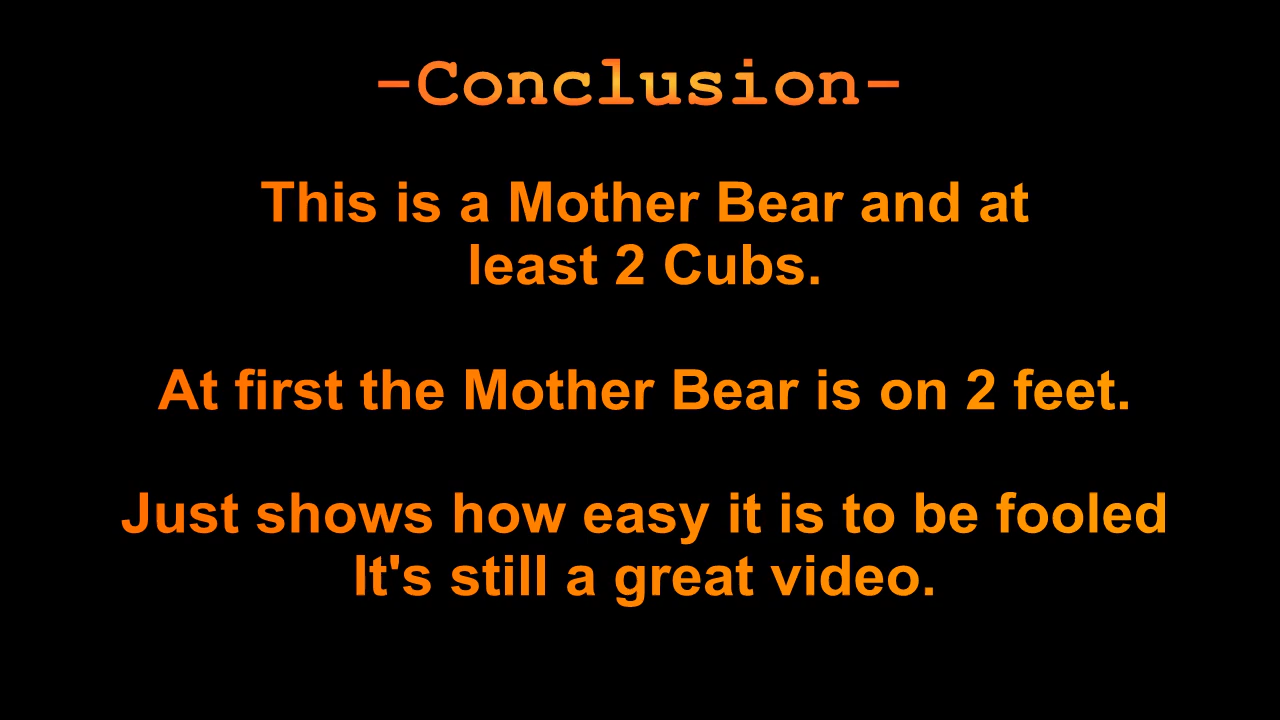 -Conclusion-
This is a Mother Bear and at
least 2 Cubs.
At first the Mother Bear is on 2 feet.
Just shows how easy it is to be fooled
It's still a great video.